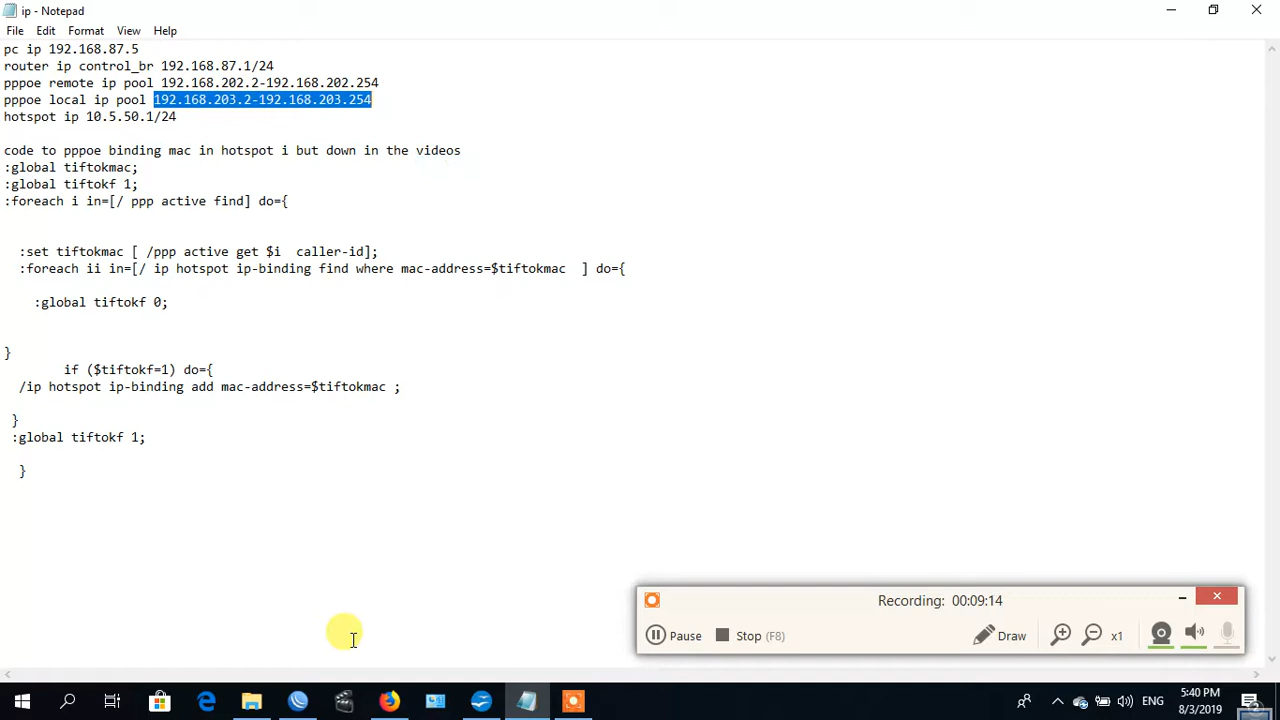 ip - Notepad
File Edit Format View Help
pc ip 192.168.87.5
router ip control_br 192.168.87.1/24
pppoe remote ip pool 192.168.202.2-192.168.202.254
pppoe local ip pool 192.168.203.2-192.168.203.254
hotspot ip 10.5.50.1/24
code to pppoe binding mac in hotspot i but down in the videos
:global tiftokmac;
:global tiftokf 1;
:foreach i in=[/ ppp active find] do={
:set tiftokmac [ /ppp active get $i  caller-id];
:foreach ii in=[/ ip hotspot ip-binding find where mac-address=$tiftokmac  ] do={
:global tiftokf 0;
}
if ($tiftokf=1) do={
/ip hotspot ip-binding add mac-address=$tiftokmac ;
}
:global tiftokf 1;
}
Recording: 00:09:14
Pause Stop (F8) Draw x1
ENG
5:40 PM
8/3/2019
2